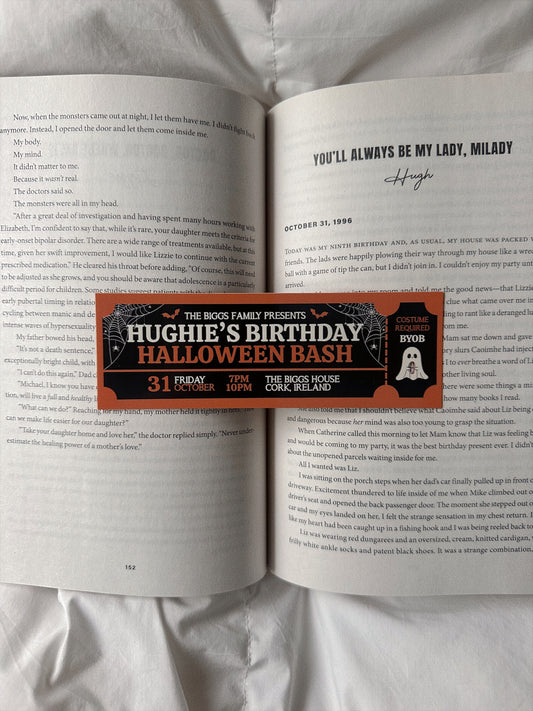 Now, when the monsters came out at night, I let them have me. I didn't fight back
anymore. Instead, I opened the door and let them come inside me.
My body.
My mind.
It didn't matter to me.
Because it wasn't real.
The doctors said so.
The monsters were all in my head.
"After a great deal of investigation and having spent many hours working with
Elizabeth, I'm confident to say that, while it's rare, your daughter meets the criteria for
early-onset bipolar disorder. There are a wide range of treatments available, but at this
time, given her swift improvement, I would like Lizzie to continue with the current
prescribed medication." He cleared his throat before adding, "Of course, this will need
to be adjusted as she grows, and you should be aware that adolescence is a particularly
difficult period for children. Some studies suggest patients with
early pubertal timing in relation
cycling between manic and de
intense waves of hypersexuality
My father bowed his head,
"It's not a death sentence,"
exceptionally bright child, with
"I can't do this again," Dad
"Michael, I know you have
tion, will live a full and healthy li
"What can we do?" Reaching for my hand, my mother held it tightly in hers.
can we make life easier for our daughter?"
"Take your daughter home and love her," the doctor replied simply. "Never under-
estimate the healing power of a mother's love."
152
YOU'LL ALWAYS BE MY LADY, MILADY
Hugh
OCTOBER 31, 1996
TODAY WAS MY NINTH BIRTHDAY AND, AS USUAL, MY HOUSE WAS PACKED
friends. The lads were happily plowing their way through my house like a
ball with a game of tip the can, but I didn't join in. I couldn't enjoy my party
arrived.
room and told me the good news—that Lizzie
clue what came over me
ing to rant like a deranged
room.
Mam sat me down and gave
ry slurs Caoimhe had
s I to ever breathe a word of
other living soul.
there were some things a
how many books I read.
and told me that I shouldn't believe what Caoimhe said about Liz being
and dangerous because her mind was also too young to grasp the situation.
When Catherine called this morning to let Mam know that Liz was feeling
and would be coming to my party, it was the best birthday present ever. I didn't
about the unopened parcels waiting inside for me.
All I wanted was Liz.
I was sitting on the porch steps when her dad's car finally pulled up in front
driveway. Excitement thundered to life inside of me when Mike climbed out
driver's seat and opened the back passenger door. The moment she stepped out
car and my eyes landed on her, I felt the strange sensation in my chest return.
like my heart had been caught up in a fishing hook and I was being reeled back
Liz was wearing red dungarees and an oversized, cream, knitted cardigan,
frilly white ankle socks and patent black shoes. It was a strange combination,
THE BIGGS FAMILY PRESENTS
HUGHIE'S BIRTHDAY
HALLOWEEN BASH
31 FRIDAY OCTOBER 7PM 10PM THE BIGGS HOUSE CORK, IRELAND
COSTUME
REQUIRED
BYOB